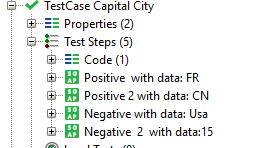 TestCase Capital City
Properties (2)
Test Steps (5)
Code (1)
Positive with data: FR
Positive 2 with data: CN
Negative with data: Usa
Negative 2 with data:15